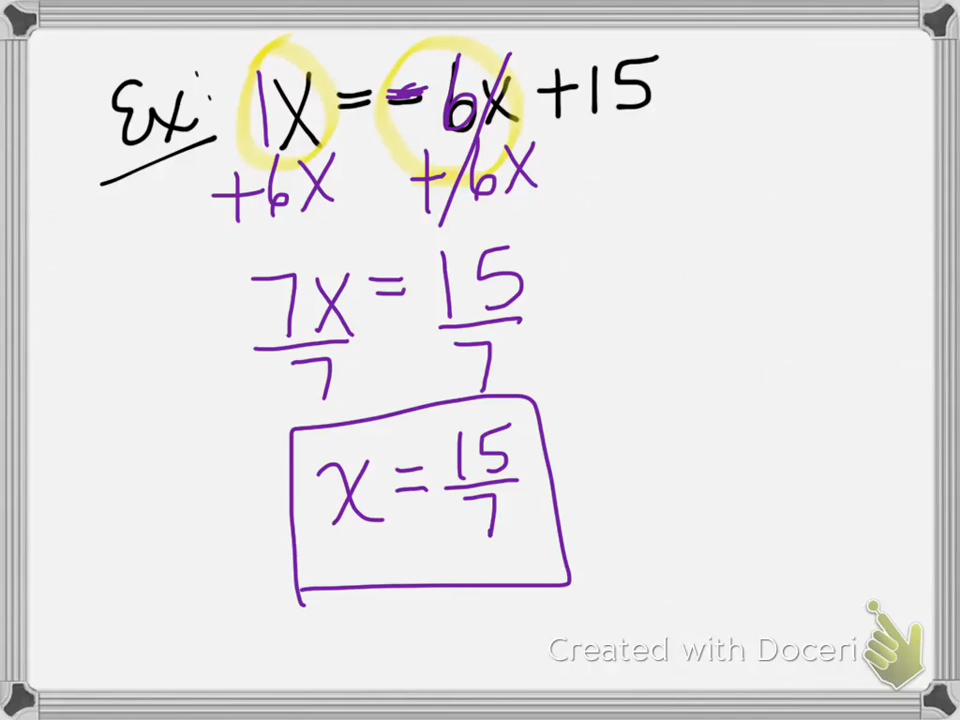 Ex: 1x = -6x + 15
+6x +6x
7x = 15
7 7
x = 15
7
Created with Doceri